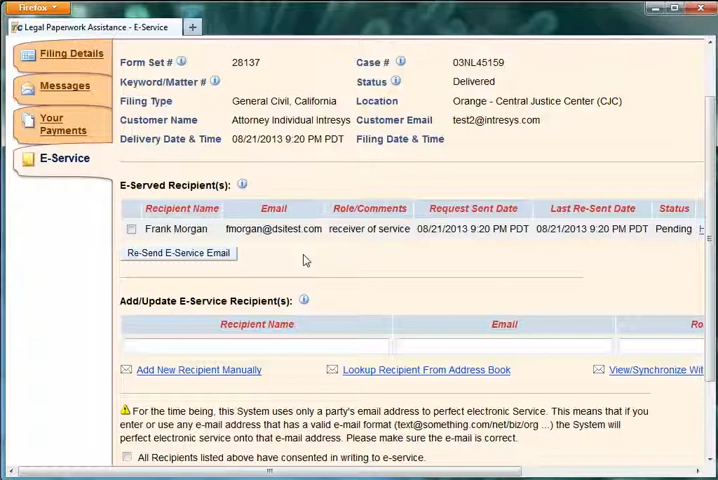 Firefox
Legal Paperwork Assistance - E-Service
Filing Details
Messages
Your Payments
E-Service
Form Set # 28137 Case # 03NL45159
Keyword/Matter # Status Delivered
Filing Type General Civil, California Location Orange - Central Justice Center (CJC)
Customer Name Attorney Individual Intresys Customer Email test2@intresys.com
Delivery Date & Time 08/21/2013 9:20 PM PDT Filing Date & Time
E-Served Recipient(s):
Recipient Name Email Role/Comments Request Sent Date Last Re-Sent Date Status
Frank Morgan fmorgan@dsitest.com receiver of service 08/21/2013 9:20 PM PDT 08/21/2013 9:20 PM PDT Pending H
Re-Send E-Service Email
Add/Update E-Service Recipient(s):
Recipient Name Email Ro
Add New Recipient Manually Lookup Recipient From Address Book View/Synchronize Wit
For the time being, this System uses only a party's email address to perfect electronic Service. This means that if you
enter or use any e-mail address that has a valid e-mail format (text@something.com/net/biz/org ...) the System will
perfect electronic service onto that e-mail address. Please make sure the e-mail is correct.
All Recipients listed above have consented in writing to e-service.